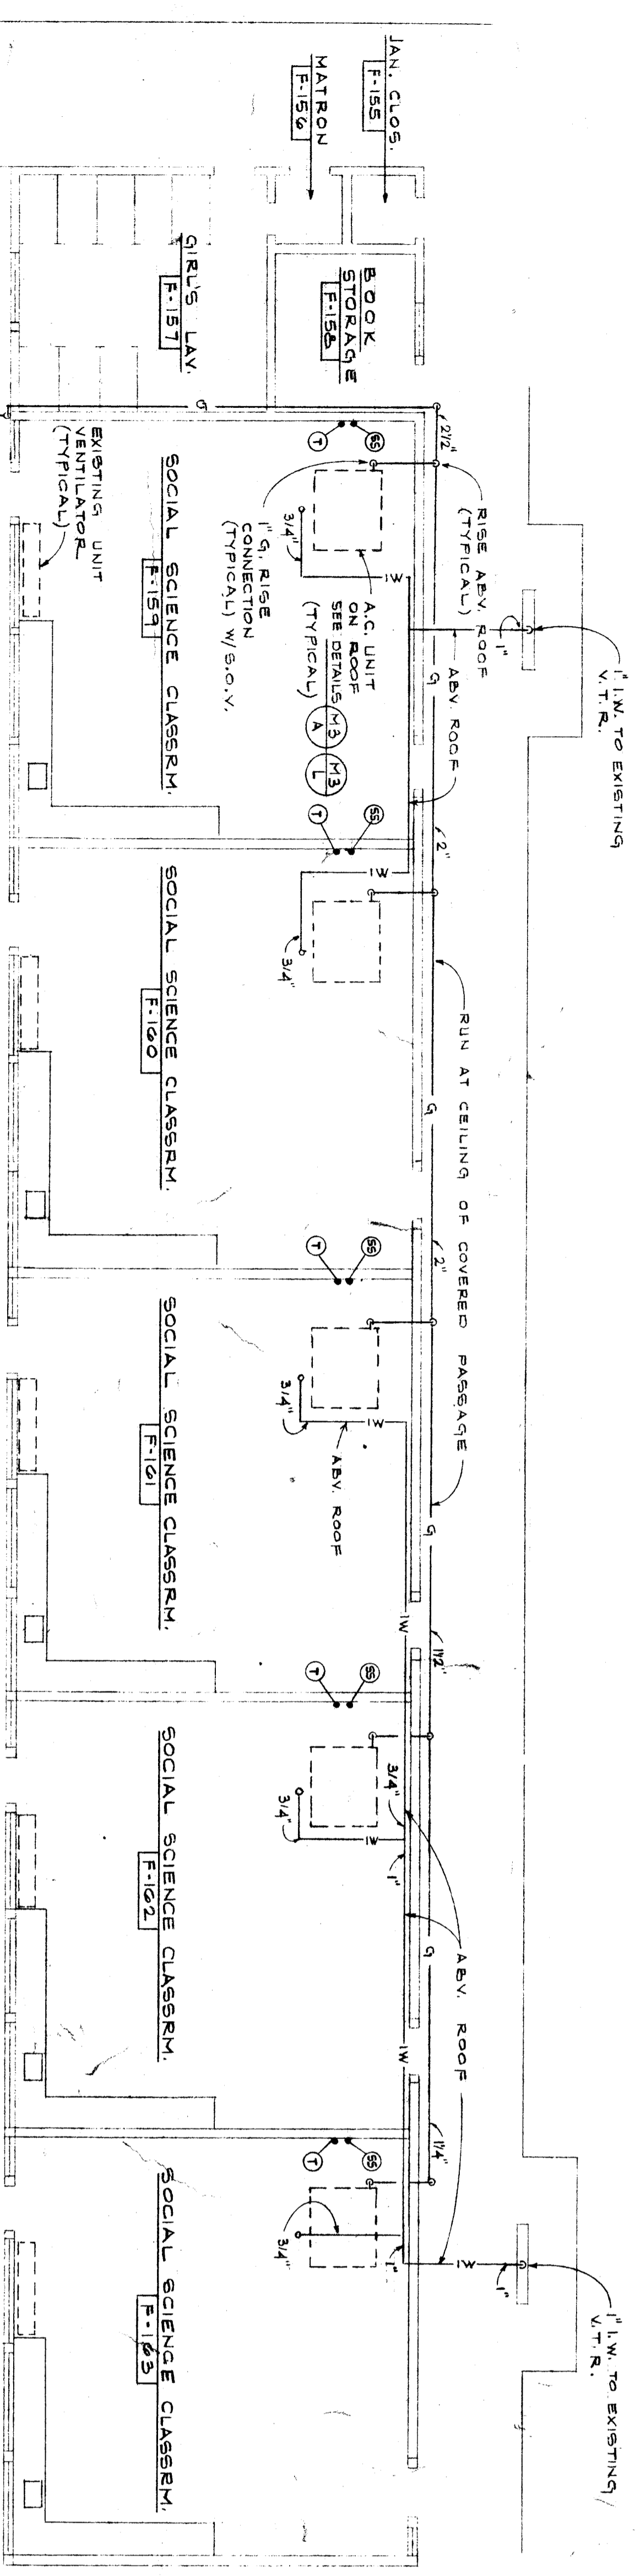 JAN. CLOS.
F-155
MATRON
F-156
GIRL'S LAV.
F-157
BOOK
STORAGE
F-158
2 1/2"
RISE ABV. ROOF
(TYPICAL)
1"
1" I.W. TO EXISTING
V.T.R.
ABV. ROOF
G
G
SS
T
3/4"
IW
1" G, RISE
CONNECTION
(TYPICAL) W/S.O.V.
A.C. UNIT
ON ROOF
SEE DETAILS
(TYPICAL)
M3
A
M3
L
EXISTING UNIT
VENTILATOR
(TYPICAL)
SOCIAL SCIENCE CLASSRM.
F-159
2"
SS
T
IW
3/4"
SOCIAL SCIENCE CLASSRM.
F-160
RUN AT CEILING OF COVERED PASSAGE
G
2"
SS
T
3/4"
IW
ABV. ROOF
SOCIAL SCIENCE CLASSRM.
F-161
G
IW
1 1/2"
SS
T
3/4"
3/4"
IW
1"
SOCIAL SCIENCE CLASSRM.
F-162
G
ABV. ROOF
IW
1 1/4"
SS
T
3/4"
1"
IW
1"
1" I.W. TO EXISTING
V.T.R.
SOCIAL SCIENCE CLASSRM.
F-163